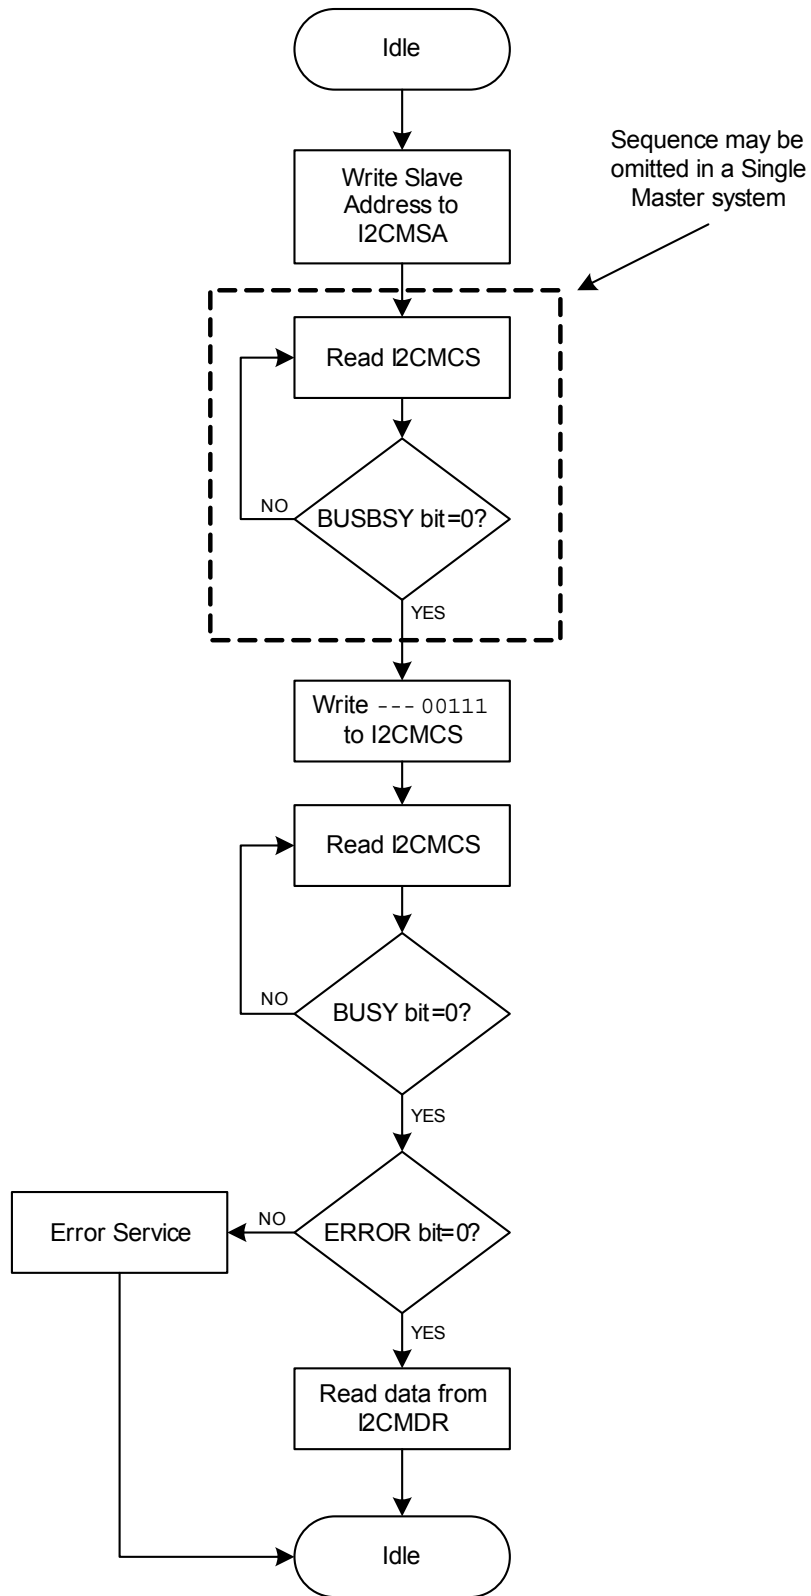 Idle
Sequence may be
omitted in a Single
Master system
Write Slave
Address to
I2CMSA
Read I2CMCS
NO
BUSBSY bit=0?
YES
Write --- 00111
to I2CMCS
Read I2CMCS
NO
BUSY bit=0?
YES
Error Service
NO
ERROR bit=0?
YES
Read data from
I2CMDR
Idle